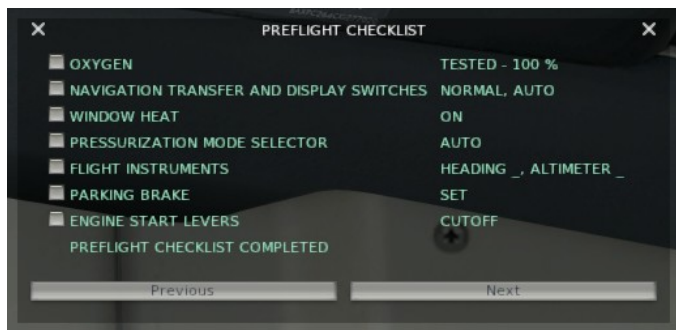 PREFLIGHT CHECKLIST
OXYGEN TESTED - 100 %
NAVIGATION TRANSFER AND DISPLAY SWITCHES NORMAL, AUTO
WINDOW HEAT ON
PRESSURIZATION MODE SELECTOR AUTO
FLIGHT INSTRUMENTS HEADING _, ALTIMETER _
PARKING BRAKE SET
ENGINE START LEVERS CUTOFF
PREFLIGHT CHECKLIST COMPLETED
Previous Next